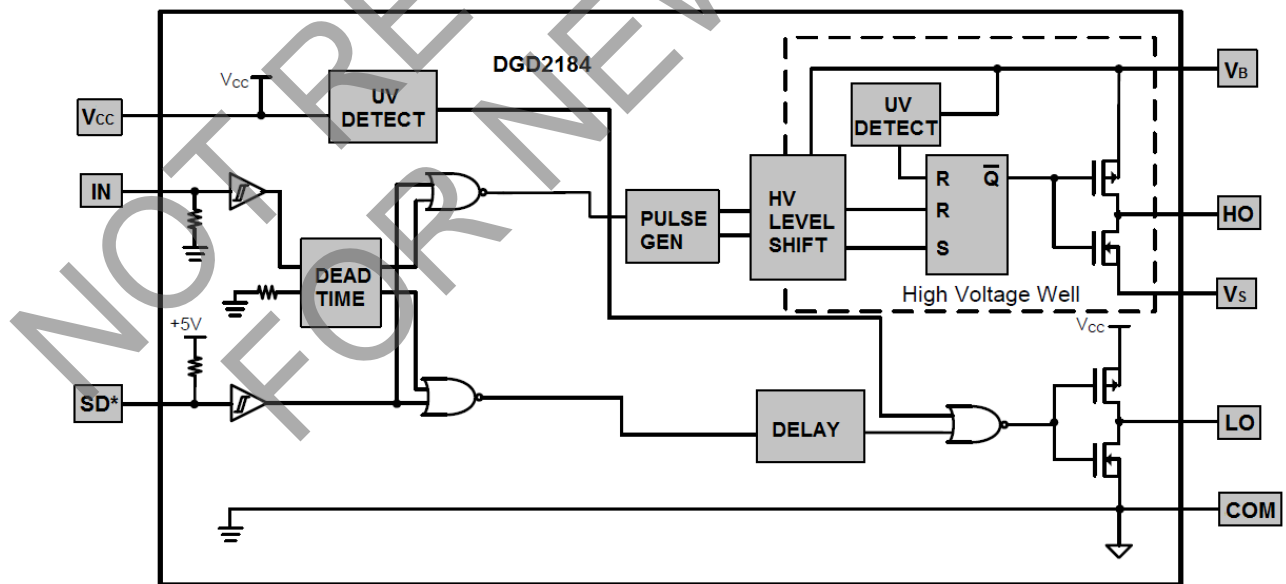 NOT RE
FOR NEW
DGD2184
VCC
VCC
UV
DETECT
UV
DETECT
VB
IN
R Q̅
R
S
HV
LEVEL
SHIFT
PULSE
GEN
HO
DEAD
TIME
High Voltage Well
VS
+5V
VCC
SD*
DELAY
LO
COM